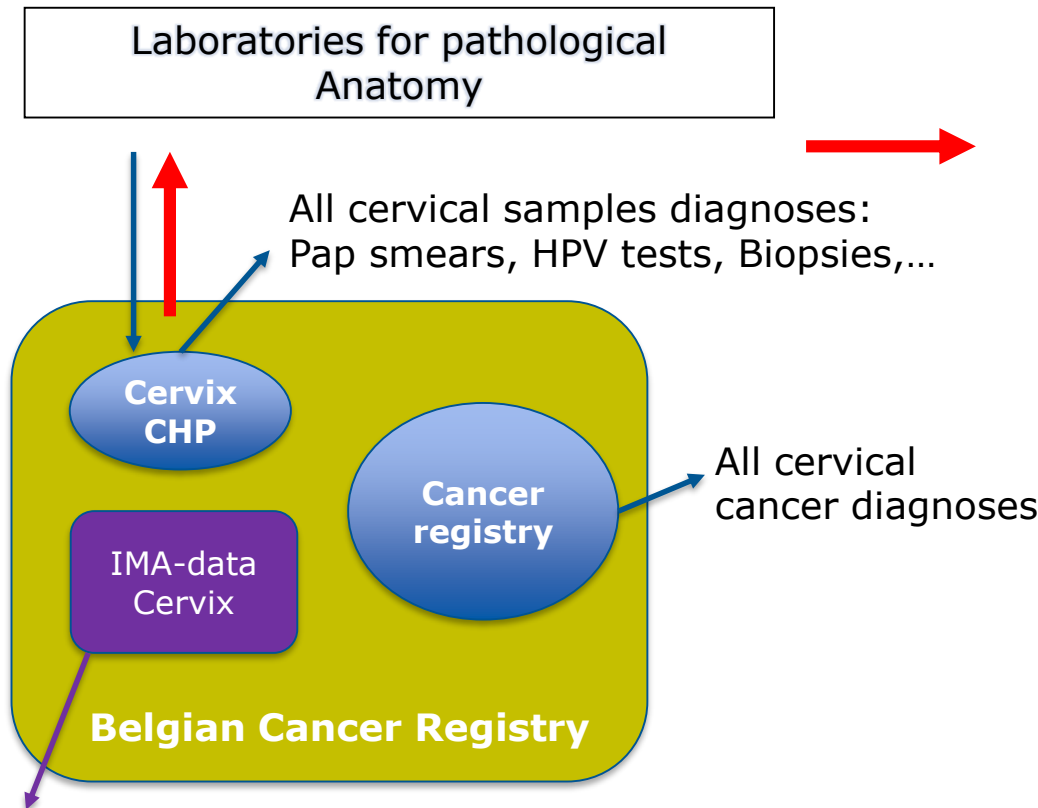 Laboratories for pathological
Anatomy
All cervical samples diagnoses:
Pap smears, HPV tests, Biopsies,...
Cervix
CHP
Cancer
registry
All cervical
cancer diagnoses
IMA-data
Cervix
Belgian Cancer Registry